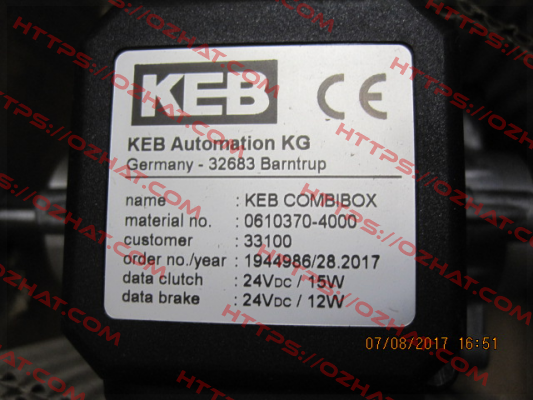 KEB CE
KEB Automation KG
Germany - 32683 Barntrup
name : KEB COMBIBOX
material no. : 0610370-4000
customer : 33100
order no./year : 1944986/28.2017
data clutch : 24VDC / 15W
data brake : 24VDC / 12W
07/08/2017 16:51
HTTPS://OZHAT.COM